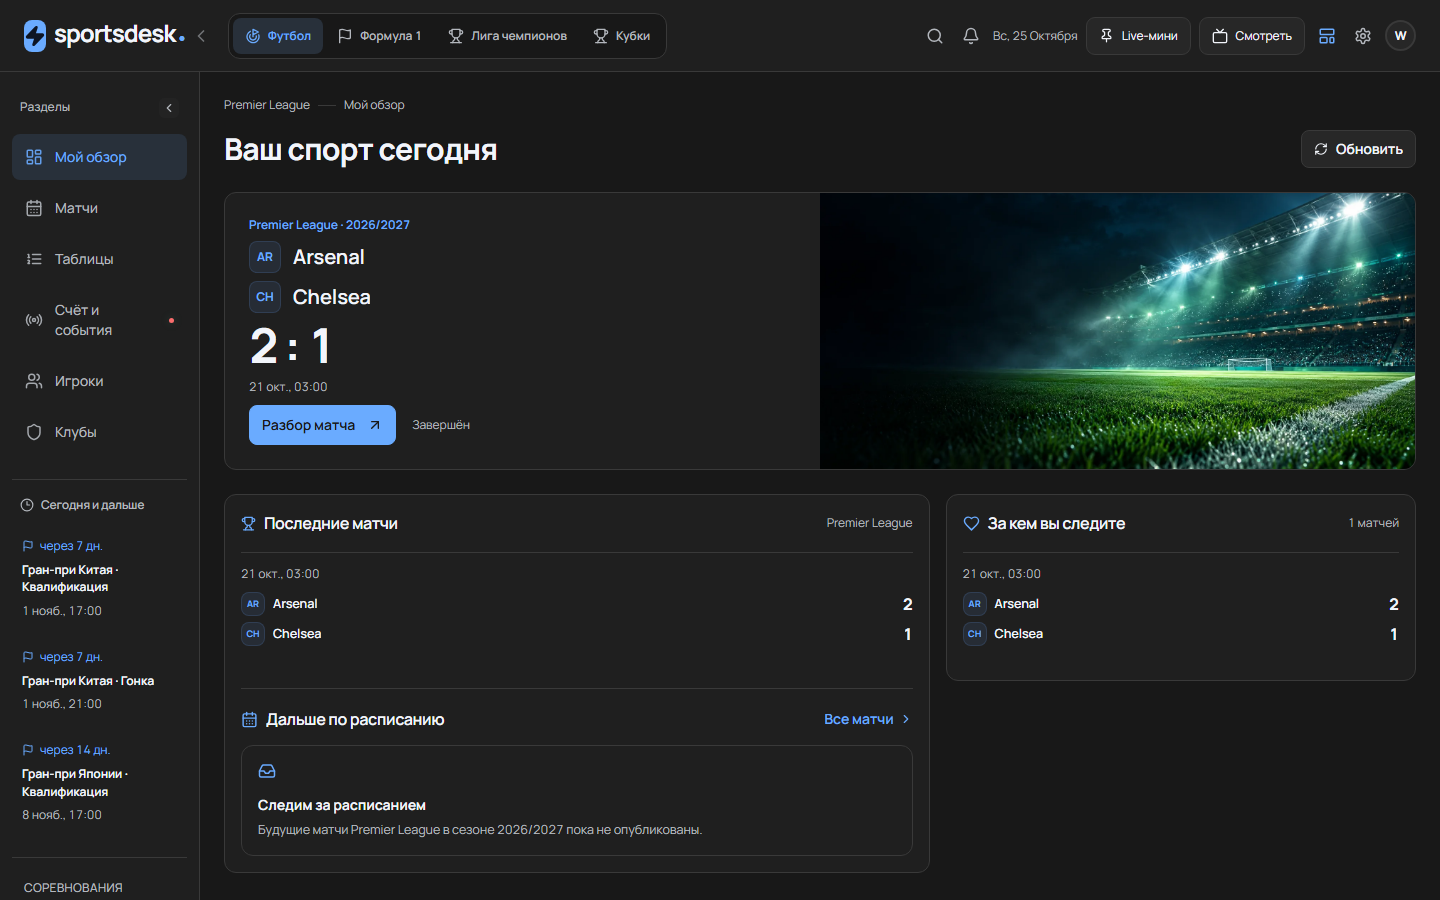 sportsdesk.
Футбол
Формула 1
Лига чемпионов
Кубки
Вс, 25 Октября
Live-мини
Смотреть
W
Разделы
Мой обзор
Матчи
Таблицы
Счёт и
события
Игроки
Клубы
Сегодня и дальше
через 7 дн.
Гран-при Китая ·
Квалификация
1 нояб., 17:00
через 7 дн.
Гран-при Китая · Гонка
1 нояб., 21:00
через 14 дн.
Гран-при Японии ·
Квалификация
8 нояб., 17:00
СОРЕВНОВАНИЯ
Premier League — Мой обзор
Ваш спорт сегодня
Обновить
Premier League · 2026/2027
AR Arsenal
CH Chelsea
2 : 1
21 окт., 03:00
Разбор матча
Завершён
Последние матчи
Premier League
21 окт., 03:00
AR Arsenal 2
CH Chelsea 1
Дальше по расписанию
Все матчи
Следим за расписанием
Будущие матчи Premier League в сезоне 2026/2027 пока не опубликованы.
За кем вы следите
1 матчей
21 окт., 03:00
AR Arsenal 2
CH Chelsea 1